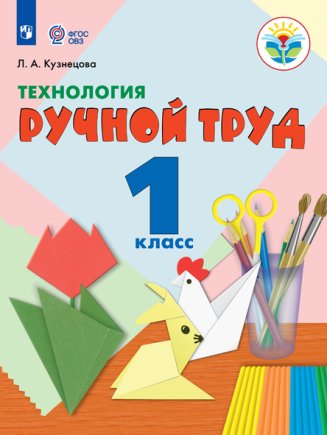 ФГОС
ОВЗ
Л. А. Кузнецова
ТЕХНОЛОГИЯ
РУЧНОЙ ТРУД
1
класс